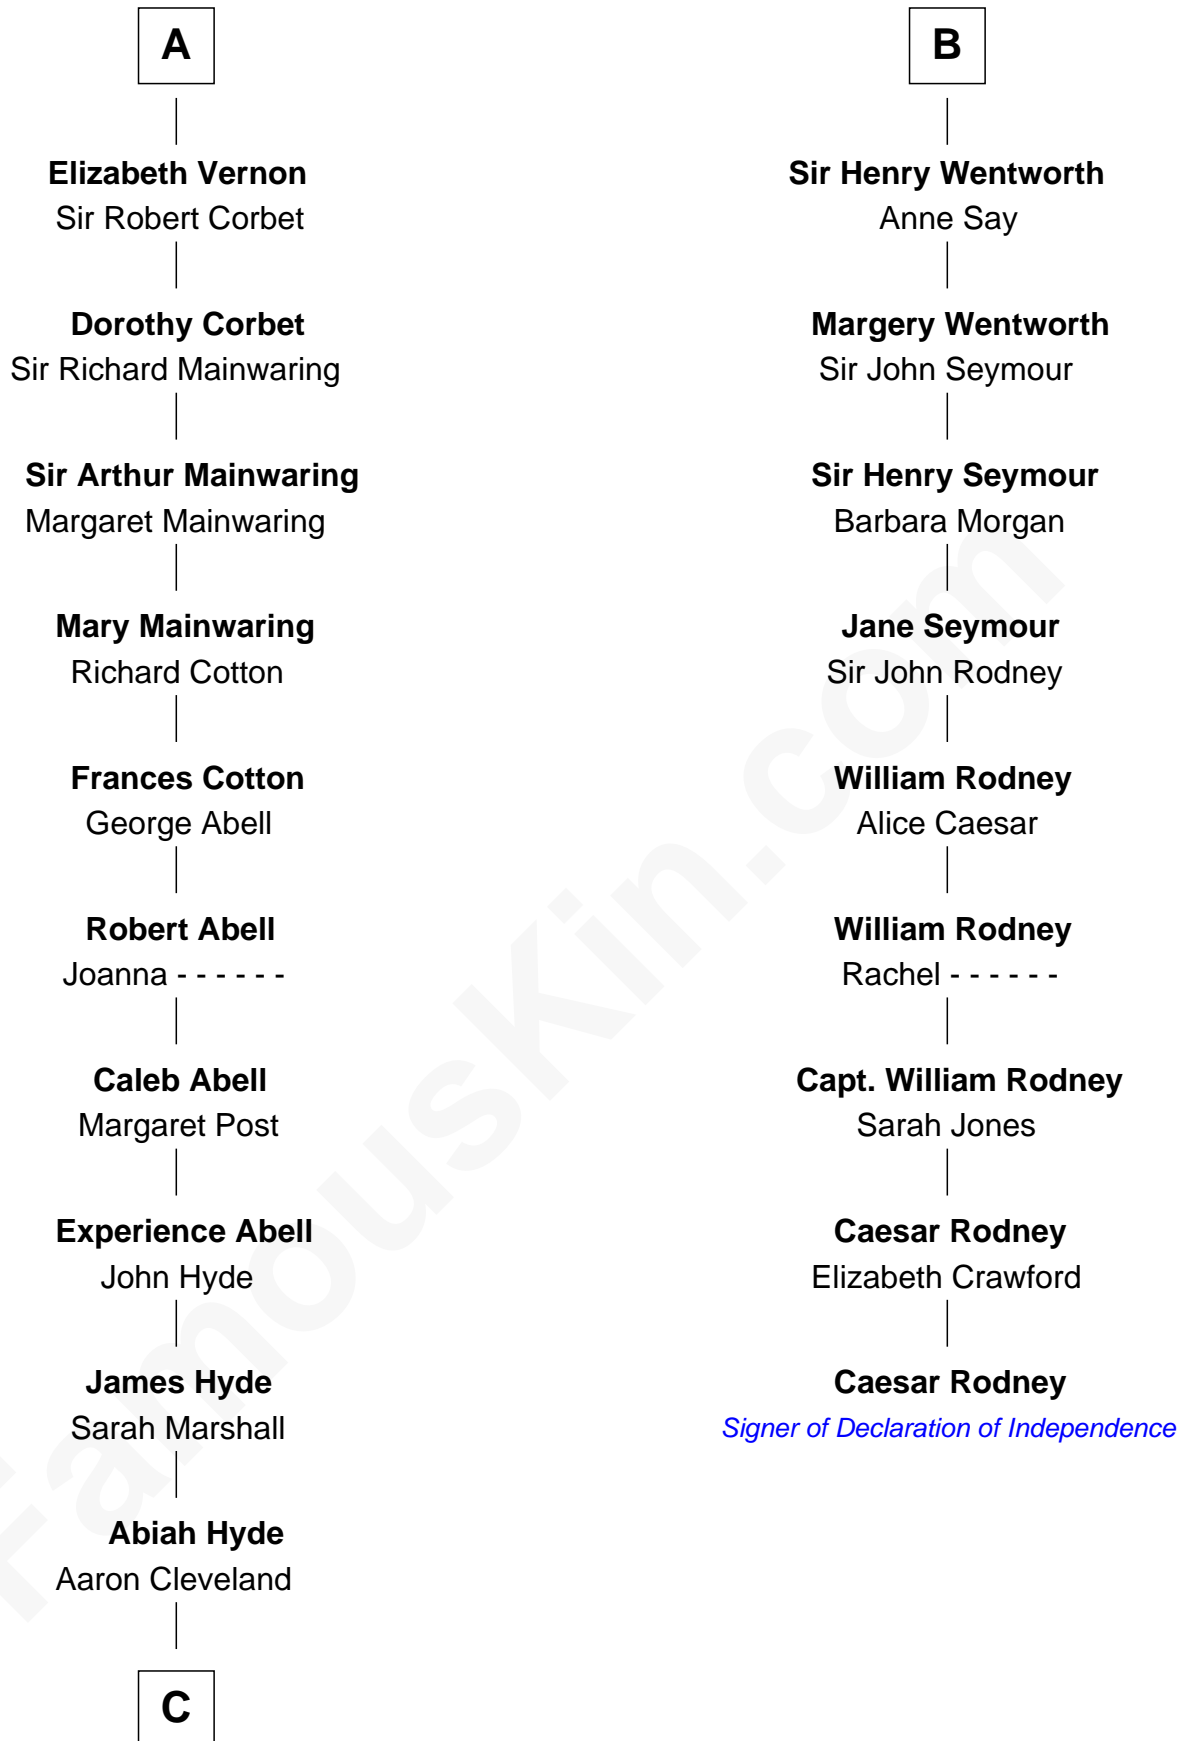 A
Elizabeth Vernon
Sir Robert Corbet
Dorothy Corbet
Sir Richard Mainwaring
Sir Arthur Mainwaring
Margaret Mainwaring
Mary Mainwaring
Richard Cotton
Frances Cotton
George Abell
Robert Abell
Joanna - - - - - -
Caleb Abell
Margaret Post
Experience Abell
John Hyde
James Hyde
Sarah Marshall
Abiah Hyde
Aaron Cleveland
C
B
Sir Henry Wentworth
Anne Say
Margery Wentworth
Sir John Seymour
Sir Henry Seymour
Barbara Morgan
Jane Seymour
Sir John Rodney
William Rodney
Alice Caesar
William Rodney
Rachel - - - - - -
Capt. William Rodney
Sarah Jones
Caesar Rodney
Elizabeth Crawford
Caesar Rodney
Signer of Declaration of Independence
FamousKin.com